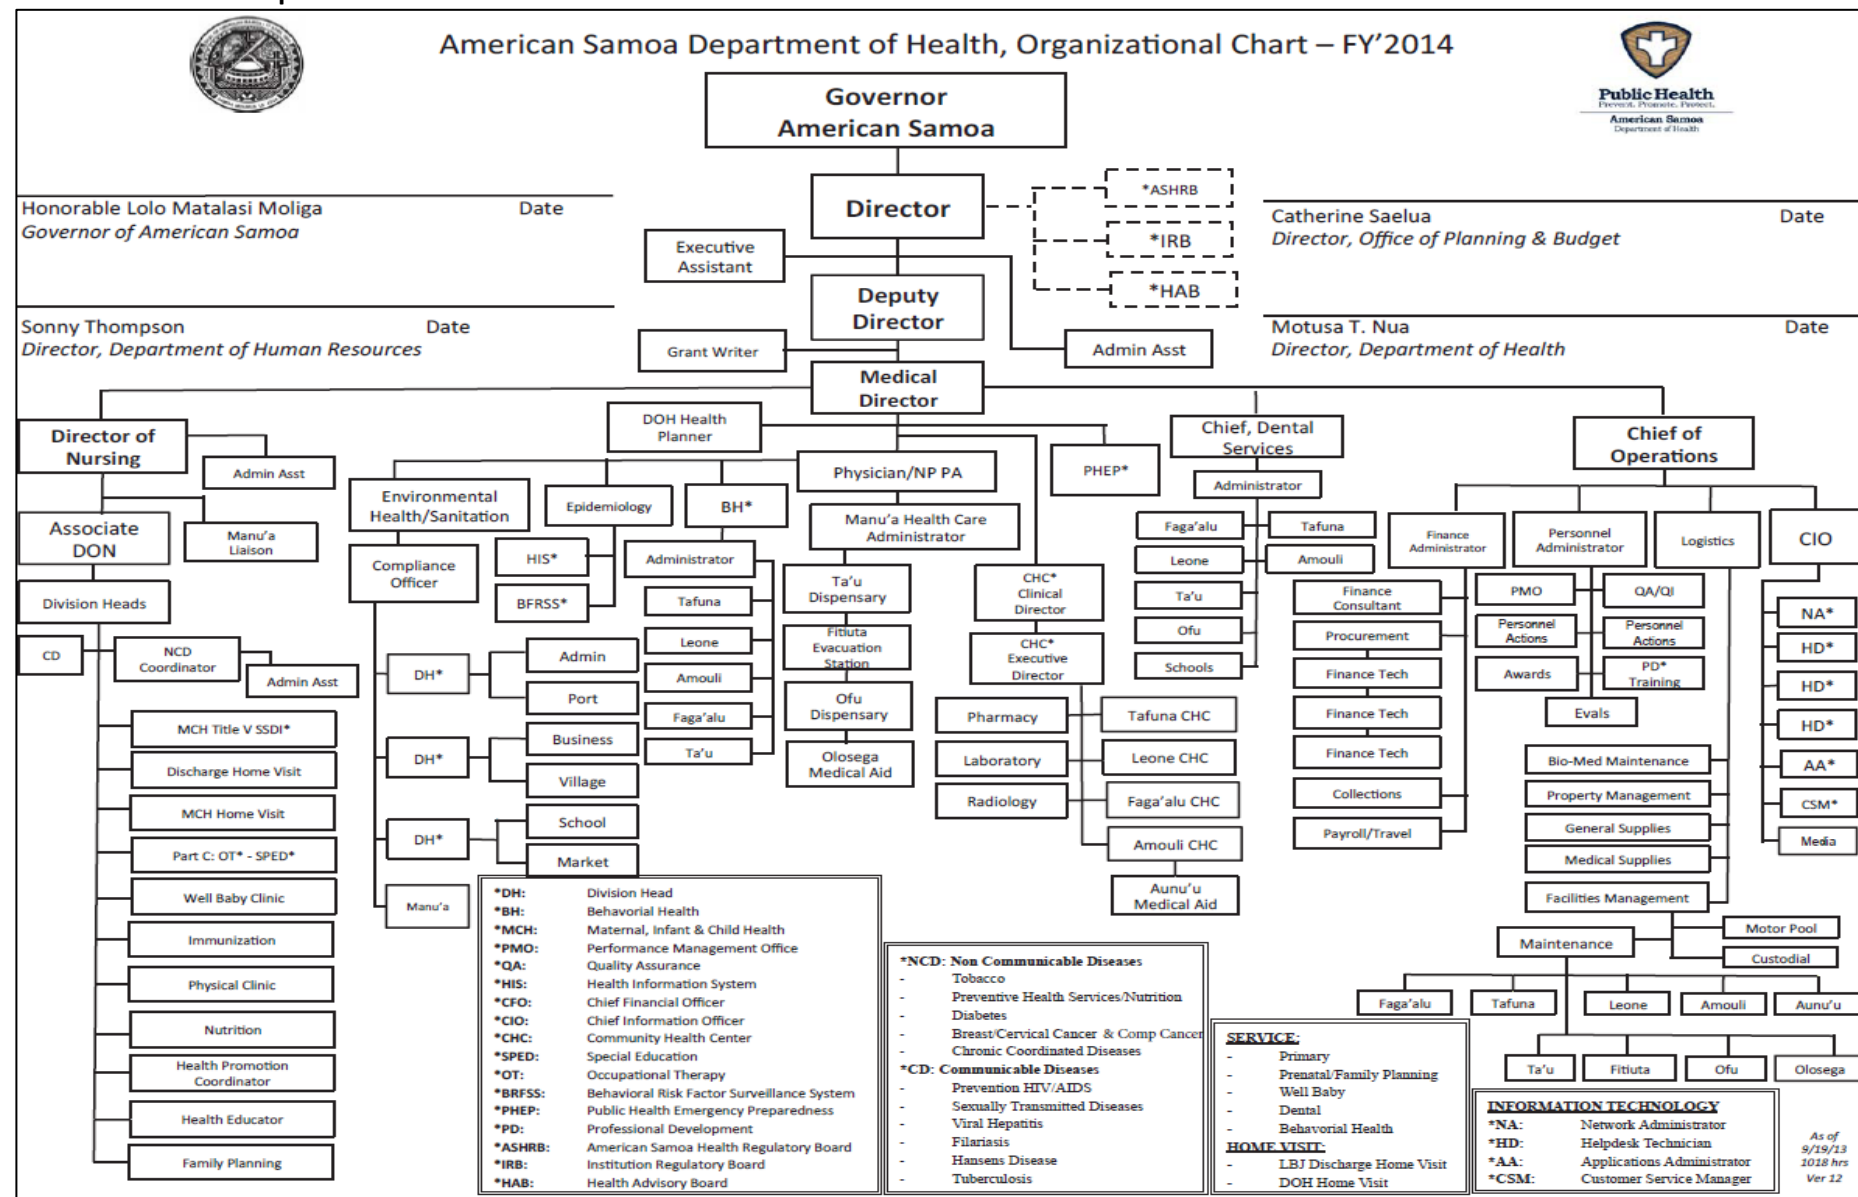 American Samoa Department of Health, Organizational Chart – FY'2014
Public Health
Prevent. Promote. Protect.
American Samoa
Department of Health
Governor
American Samoa
Director
*ASHRB
*IRB
*HAB
Executive
Assistant
Deputy
Director
Grant Writer
Admin Asst
Medical
Director
Honorable Lolo Matalasi Moliga Date
Governor of American Samoa
Catherine Saelua Date
Director, Office of Planning & Budget
Sonny Thompson Date
Director, Department of Human Resources
Motusa T. Nua Date
Director, Department of Health
Director of
Nursing
Admin Asst
Associate
DON
Manu'a
Liaison
Division Heads
CD
NCD
Coordinator
Admin Asst
MCH Title V SSDI*
Discharge Home Visit
MCH Home Visit
Part C: OT* - SPED*
Well Baby Clinic
Immunization
Physical Clinic
Nutrition
Health Promotion
Coordinator
Health Educator
Family Planning
DOH Health
Planner
PHEP*
Environmental
Health/Sanitation
Compliance
Officer
DH*
Admin
Port
DH*
Business
Village
DH*
School
Market
Manu'a
Epidemiology
HIS*
BFRSS*
BH*
Administrator
Tafuna
Leone
Amouli
Faga'alu
Ta'u
Physician/NP PA
Manu'a Health Care
Administrator
Ta'u
Dispensary
Fitiuta
Evacuation
Station
Ofu
Dispensary
Olosega
Medical Aid
CHC*
Clinical
Director
CHC*
Executive
Director
Pharmacy
Tafuna CHC
Laboratory
Leone CHC
Radiology
Faga'alu CHC
Amouli CHC
Aunu'u
Medical Aid
Chief, Dental
Services
Administrator
Faga'alu
Tafuna
Leone
Amouli
Ta'u
Ofu
Schools
Chief of
Operations
Finance
Administrator
Finance
Consultant
Procurement
Finance Tech
Finance Tech
Finance Tech
Collections
Payroll/Travel
Personnel
Administrator
PMO
QA/QI
Personnel
Actions
Personnel
Actions
Awards
PD*
Training
Evals
Logistics
Bio-Med Maintenance
Property Management
General Supplies
Medical Supplies
Facilities Management
Motor Pool
Custodial
Maintenance
Faga'alu
Tafuna
Leone
Amouli
Aunu'u
Ta'u
Fitiuta
Ofu
Olosega
CIO
NA*
HD*
HD*
HD*
AA*
CSM*
Media
*DH: Division Head
*BH: Behavorial Health
*MCH: Maternal, Infant & Child Health
*PMO: Performance Management Office
*QA: Quality Assurance
*HIS: Health Information System
*CFO: Chief Financial Officer
*CIO: Chief Information Officer
*CHC: Community Health Center
*SPED: Special Education
*OT: Occupational Therapy
*BRFSS: Behavioral Risk Factor Surveillance System
*PHEP: Public Health Emergency Preparedness
*PD: Professional Development
*ASHRB: American Samoa Health Regulatory Board
*IRB: Institution Regulatory Board
*HAB: Health Advisory Board
*NCD: Non Communicable Diseases
- Tobacco
- Preventive Health Services/Nutrition
- Diabetes
- Breast/Cervical Cancer & Comp Cancer
- Chronic Coordinated Diseases
*CD: Communicable Diseases
- Prevention HIV/AIDS
- Sexually Transmitted Diseases
- Viral Hepatitis
- Filariasis
- Hansens Disease
- Tuberculosis
SERVICE:
- Primary
- Prenatal/Family Planning
- Well Baby
- Dental
- Behavorial Health
HOME VISIT:
- LBJ Discharge Home Visit
- DOH Home Visit
INFORMATION TECHNOLOGY
*NA: Network Administrator
*HD: Helpdesk Technician
*AA: Applications Administrator
*CSM: Customer Service Manager
As of
9/19/13
1018 hrs
Ver 12